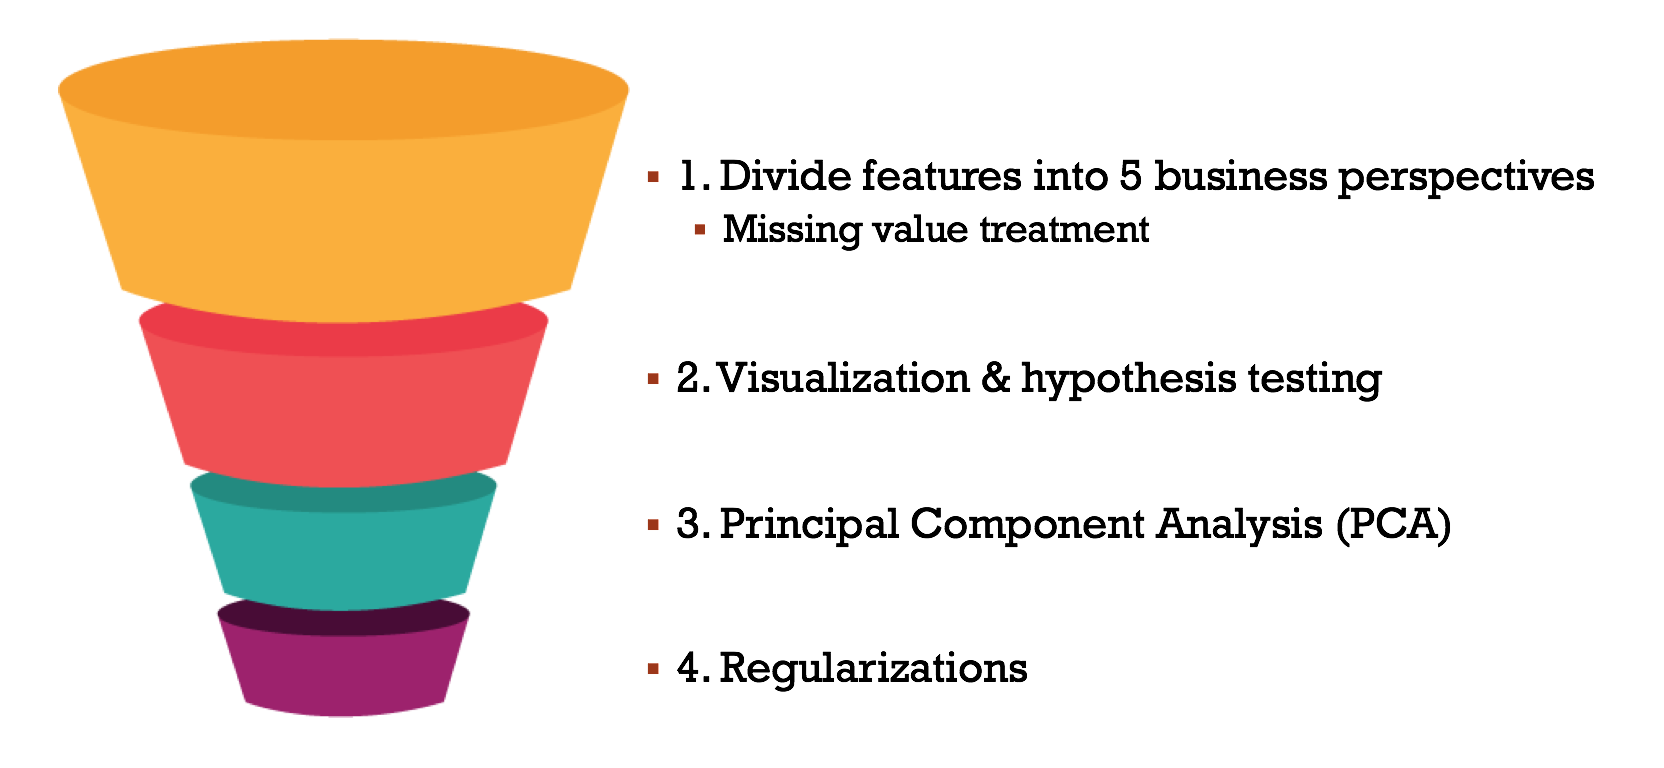 1. Divide features into 5 business perspectives
Missing value treatment
2. Visualization & hypothesis testing
3. Principal Component Analysis (PCA)
4. Regularizations